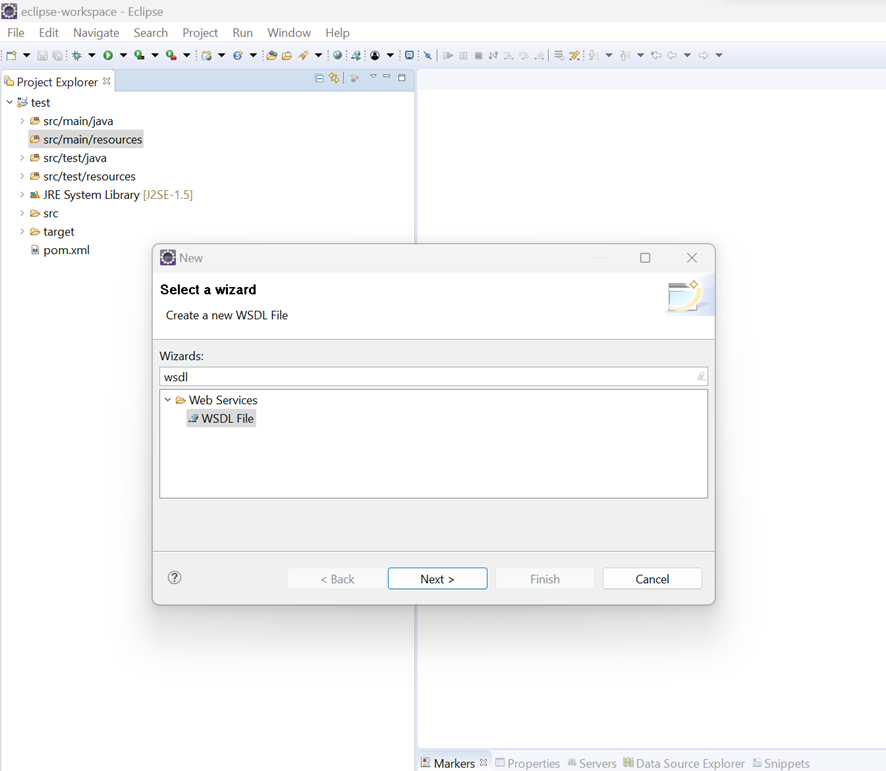 eclipse-workspace - Eclipse
File Edit Navigate Search Project Run Window Help
Project Explorer
test
src/main/java
src/main/resources
src/test/java
src/test/resources
JRE System Library [J2SE-1.5]
src
target
pom.xml
New
Select a wizard
Create a new WSDL File
Wizards:
wsdl
Web Services
WSDL File
< Back Next > Finish Cancel
Markers Properties Servers Data Source Explorer Snippets